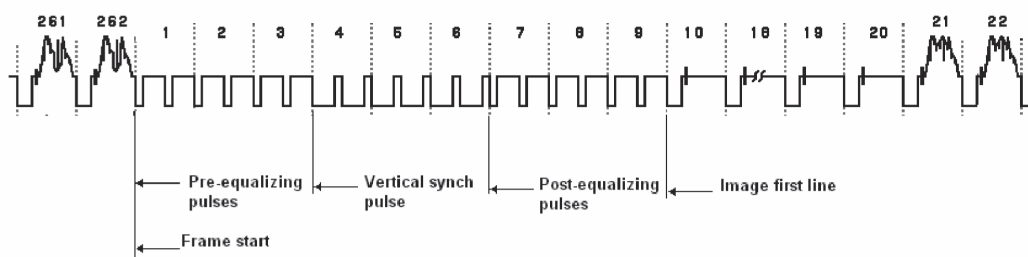 261 262 1 2 3 4 5 6 7 8 9 10 18 19 20 21 22
Pre-equalizing
pulses
Vertical synch
pulse
Post-equalizing
pulses
Image first line
Frame start